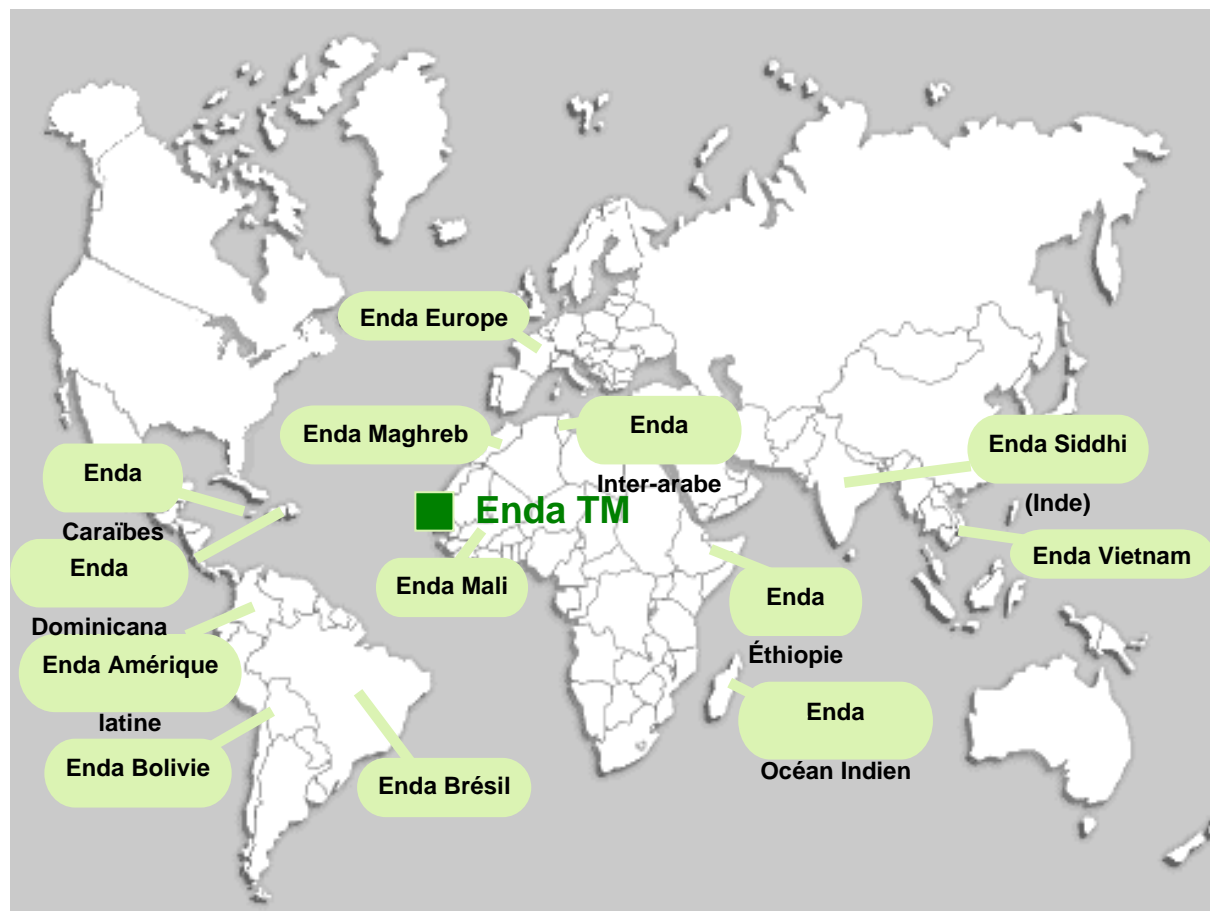 Enda Europe
Enda Maghreb
Enda
Inter-arabe
Enda Siddhi
(Inde)
Enda
Caraïbes
Enda TM
Enda Vietnam
Enda
Dominicana
Enda Mali
Enda
Éthiopie
Enda Amérique
latine
Enda
Océan Indien
Enda Bolivie
Enda Brésil